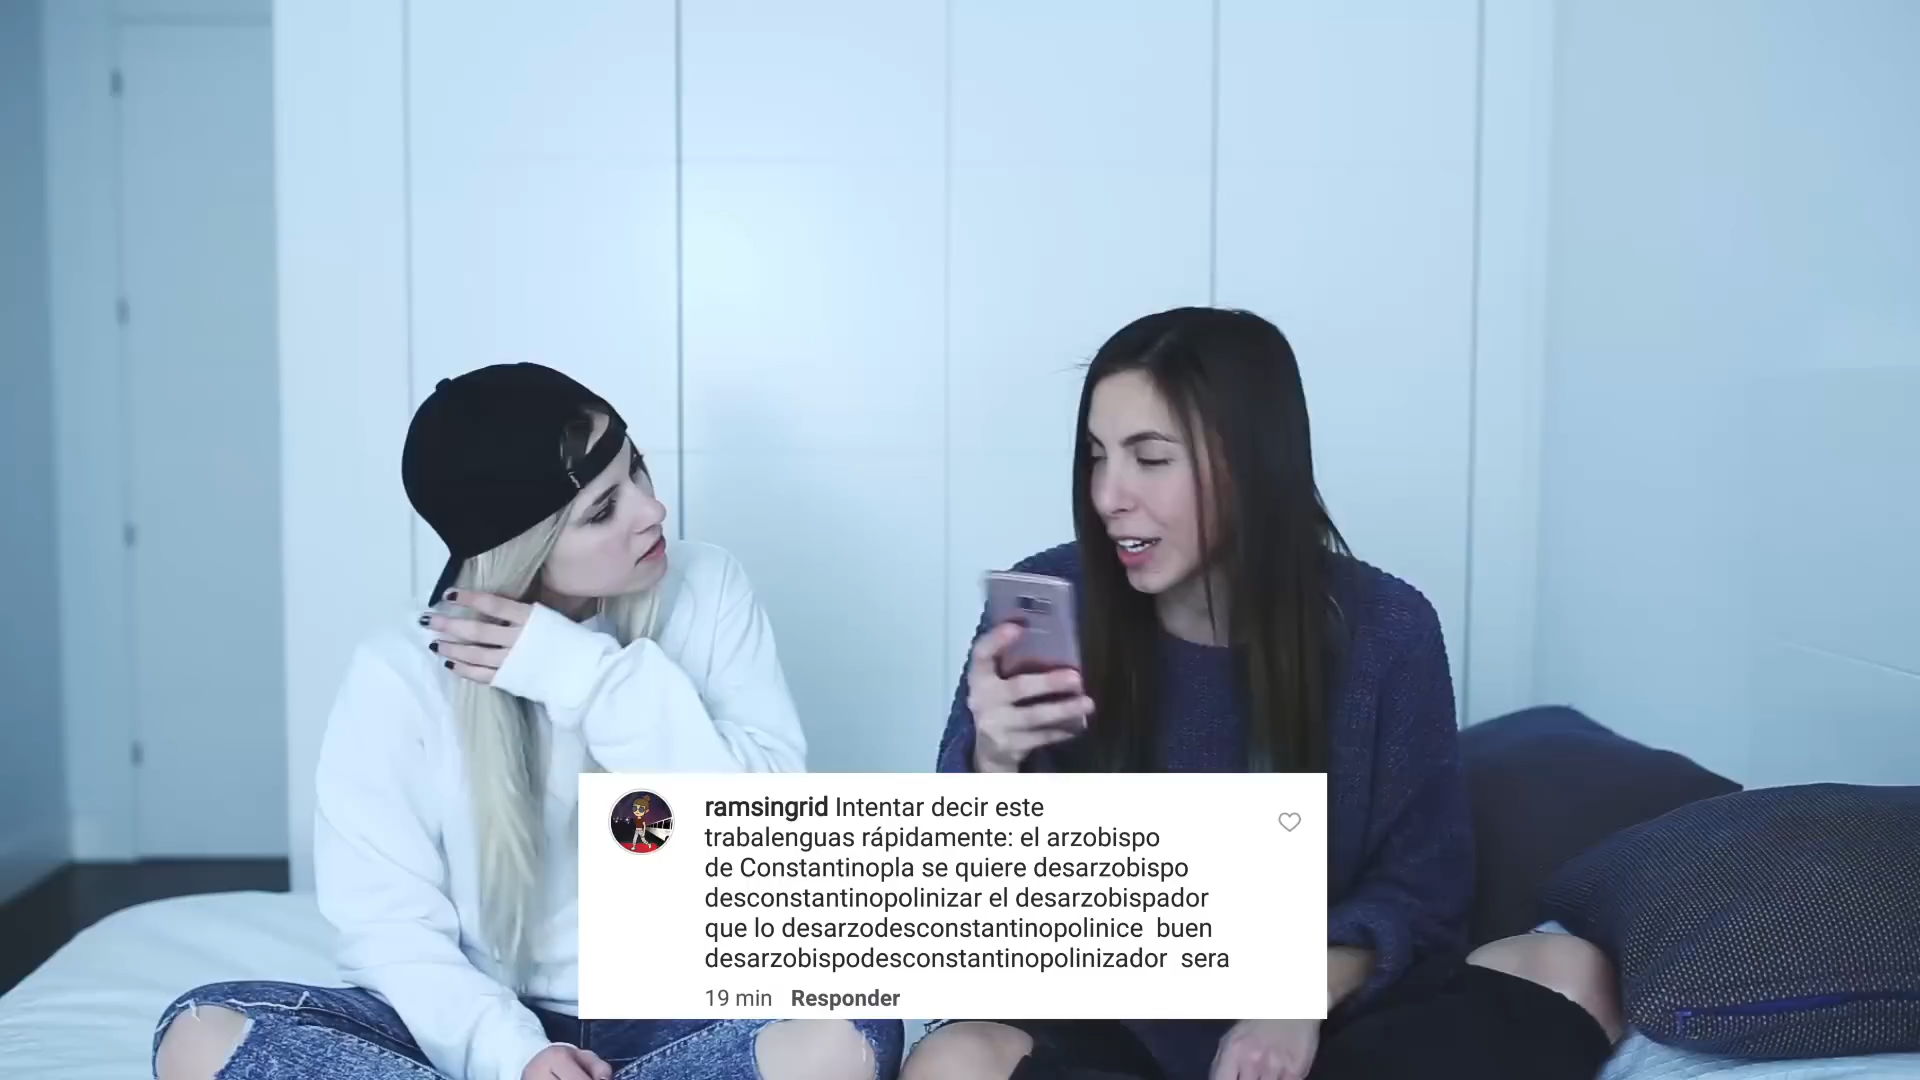 ramsingrid Intentar decir este
trabalenguas rápidamente: el arzobispo
de Constantinopla se quiere desarzobispo
desconstantinopolinizar el desarzobispador
que lo desarzodesconstantinopolinice buen
desarzobispodesconstantinopolinizador sera
19 min Responder